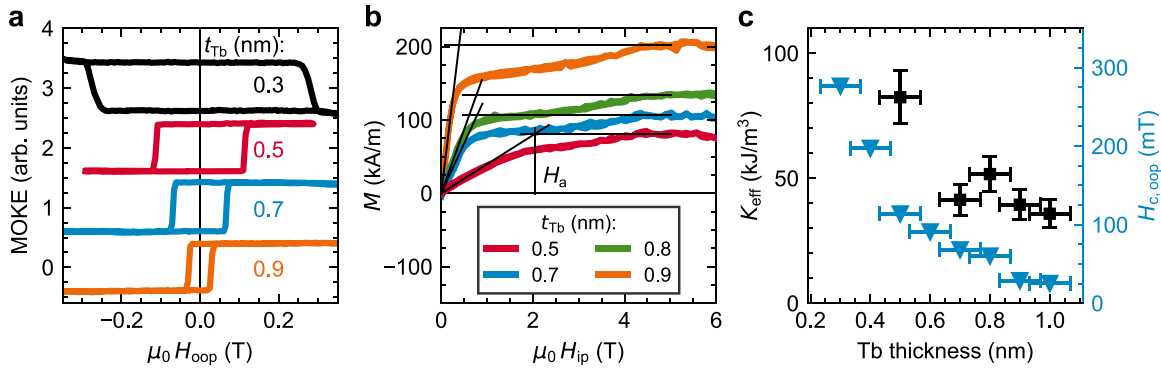 a
MOKE (arb. units)
4
3
2
1
0
t_Tb (nm):
0.3
0.5
0.7
0.9
−0.2
0.0
0.2
μ₀ H_oop (T)
b
M (kA/m)
200
100
0
−100
H_a
t_Tb (nm):
0.5
0.8
0.7
0.9
0
2
4
6
μ₀ H_ip (T)
c
K_eff (kJ/m³)
100
50
0
300
200
100
0
H_c, oop (mT)
0.2
0.4
0.6
0.8
1.0
Tb thickness (nm)